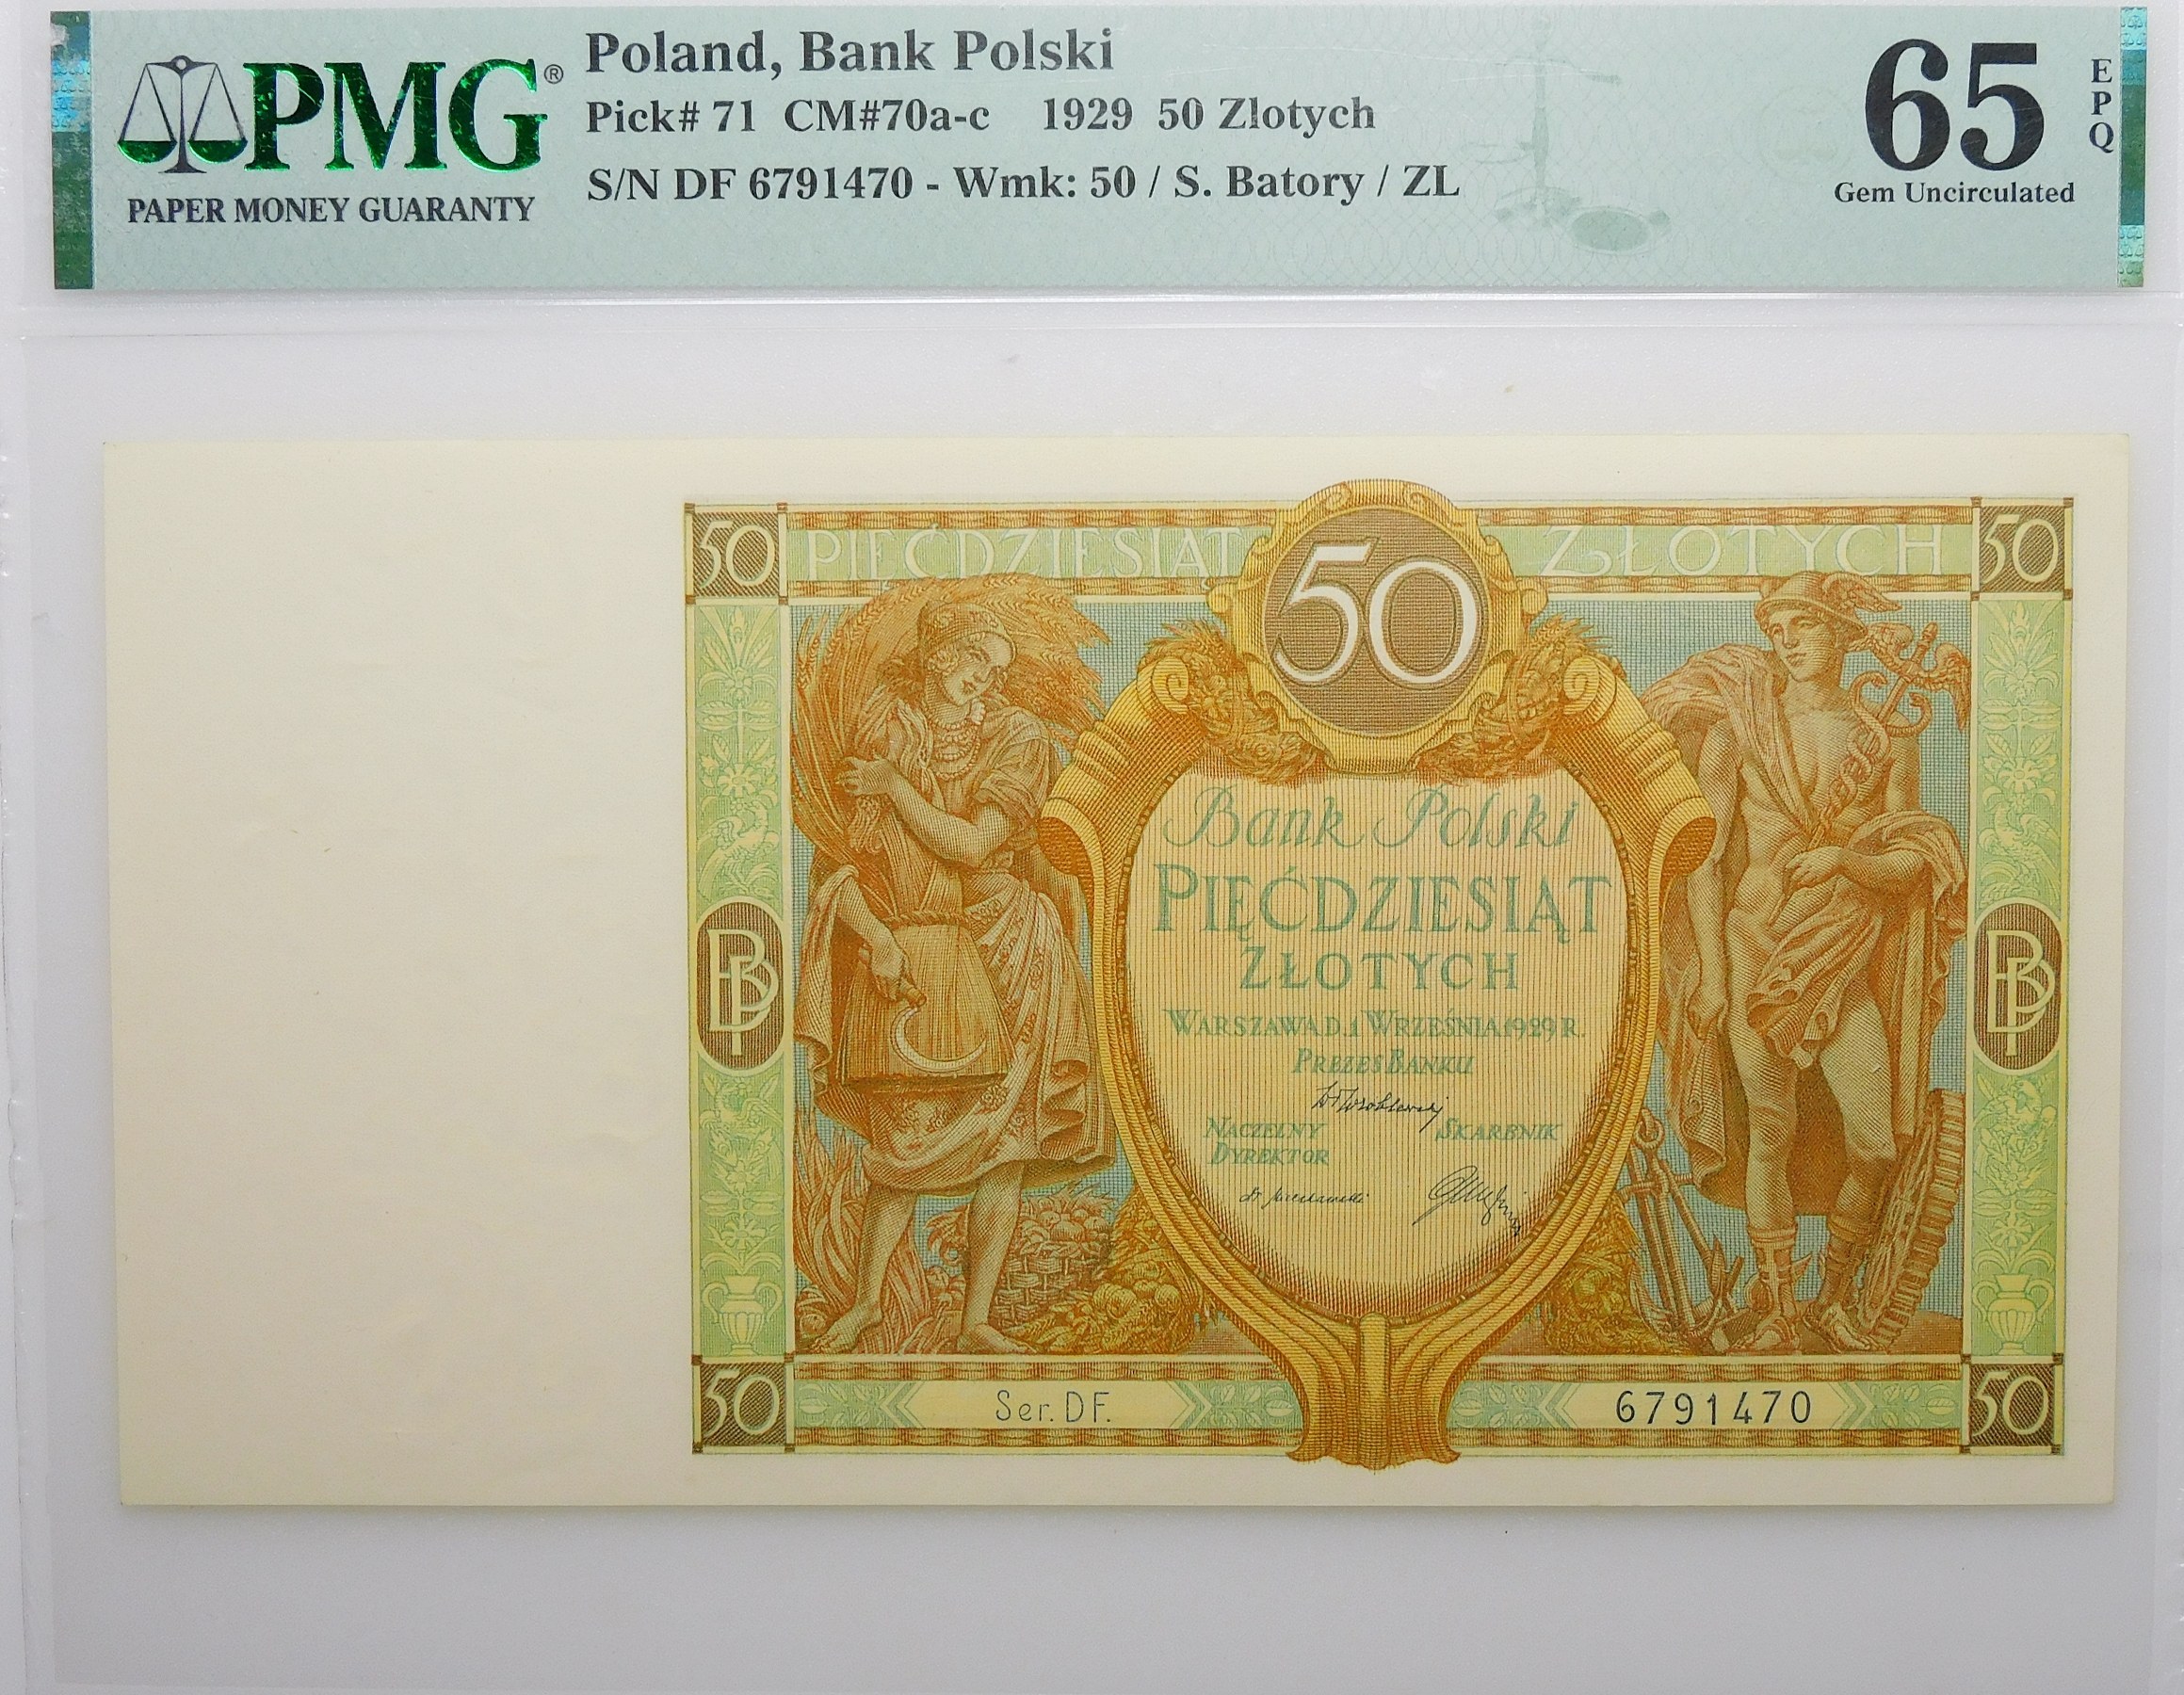 PMG®
PAPER MONEY GUARANTY
Poland, Bank Polski
Pick# 71 CM#70a-c 1929 50 Zlotych
S/N DF 6791470 - Wmk: 50 / S. Batory / ZL
65
EPQ
Gem Uncirculated
50 PIĘĆDZIESIĄT 50 ZŁOTYCH 50
Bank Polski
PIĘĆDZIESIĄT
ZŁOTYCH
WARSZAWA D. 1 WRZEŚNIA 1929 R.
PREZES BANKU
NACZELNY SKARBNIK
DYREKTOR
BP BP
50 Ser. DF. 6791470 50